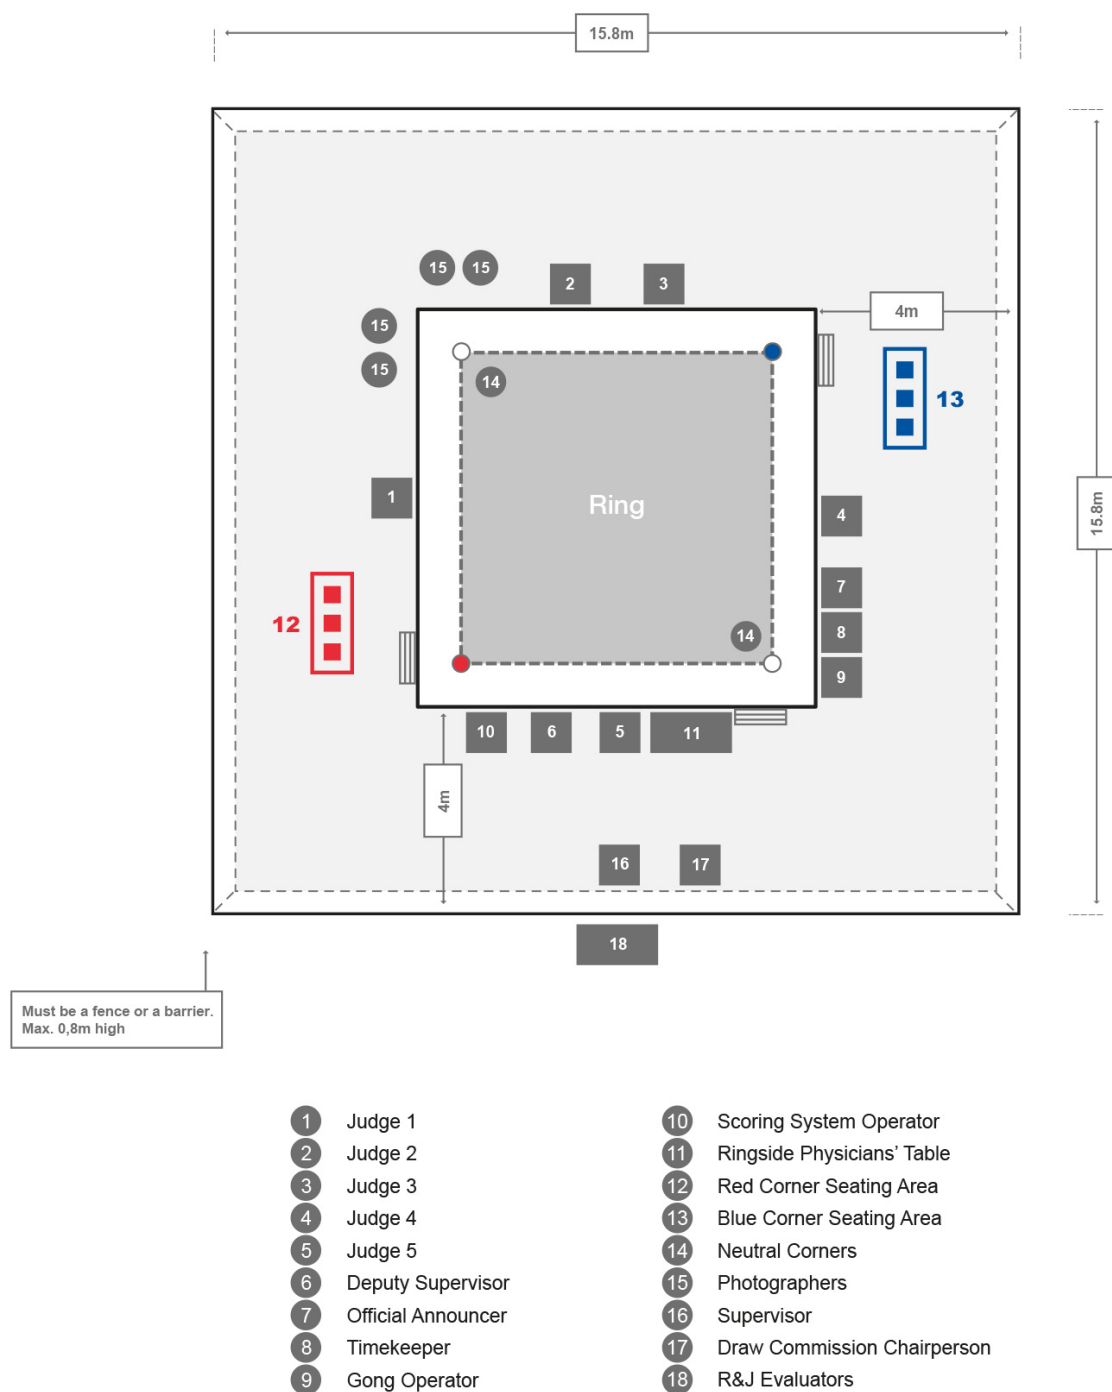 15.8m
15 15 2 3
15
4m
15
14
13
1
Ring
4
15.8m
7
12
14
8
9
10 6 5 11
4m
16 17
18
Must be a fence or a barrier.
Max. 0,8m high
1 Judge 1
2 Judge 2
3 Judge 3
4 Judge 4
5 Judge 5
6 Deputy Supervisor
7 Official Announcer
8 Timekeeper
9 Gong Operator
10 Scoring System Operator
11 Ringside Physicians' Table
12 Red Corner Seating Area
13 Blue Corner Seating Area
14 Neutral Corners
15 Photographers
16 Supervisor
17 Draw Commission Chairperson
18 R&J Evaluators